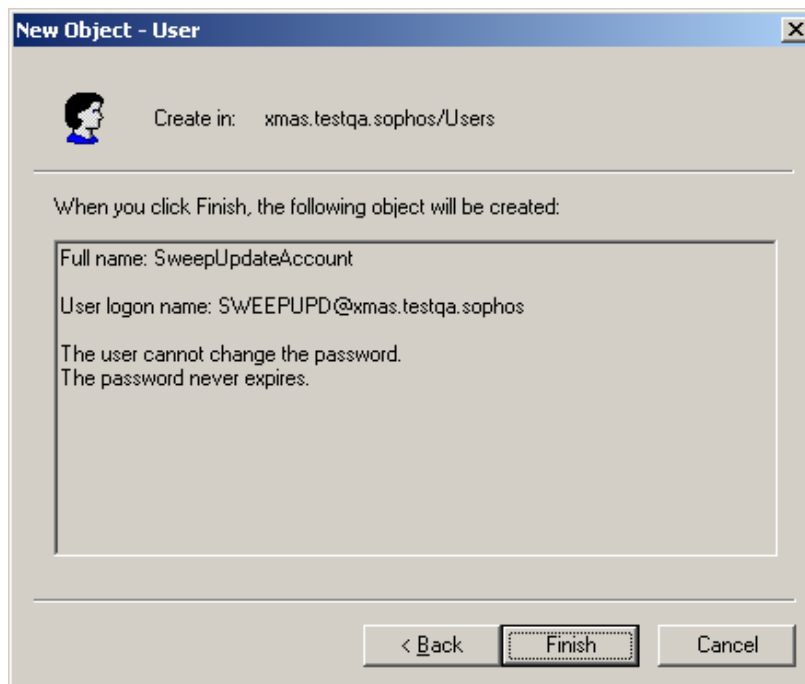 New Object - User
Create in: xmas.testqa.sophos/Users
When you click Finish, the following object will be created:
Full name: SweepUpdateAccount
User logon name: SWEEPUPD@xmas.testqa.sophos
The user cannot change the password.
The password never expires.
< Back Finish Cancel